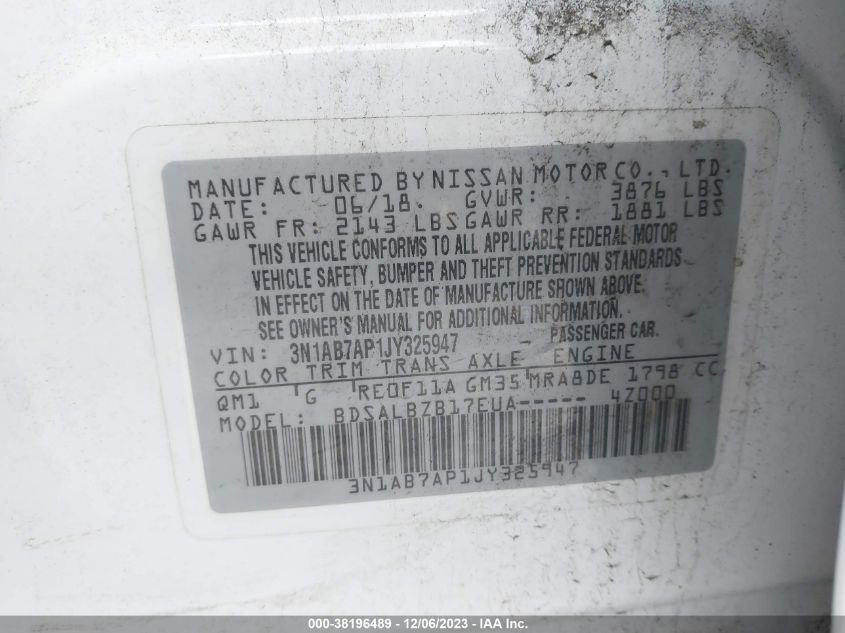 MANUFACTURED BY NISSAN MOTOR CO., LTD.
DATE: 06/18. GVWR: 3876 LBS
GAWR FR: 2143 LBS GAWR RR: 1881 LBS
THIS VEHICLE CONFORMS TO ALL APPLICABLE FEDERAL MOTOR
VEHICLE SAFETY, BUMPER AND THEFT PREVENTION STANDARDS
IN EFFECT ON THE DATE OF MANUFACTURE SHOWN ABOVE.
SEE OWNER'S MANUAL FOR ADDITIONAL INFORMATION.
VIN: 3N1AB7AP1JY325947 - PASSENGER CAR.
COLOR TRIM TRANS AXLE ENGINE
QM1 G RE0F11A GM35 MRA8DE 1798 CC
MODEL: BDSALBZB17EUA----- 4Z000
3N1AB7AP1JY325947
000-38196489 - 12/06/2023 - IAA Inc.